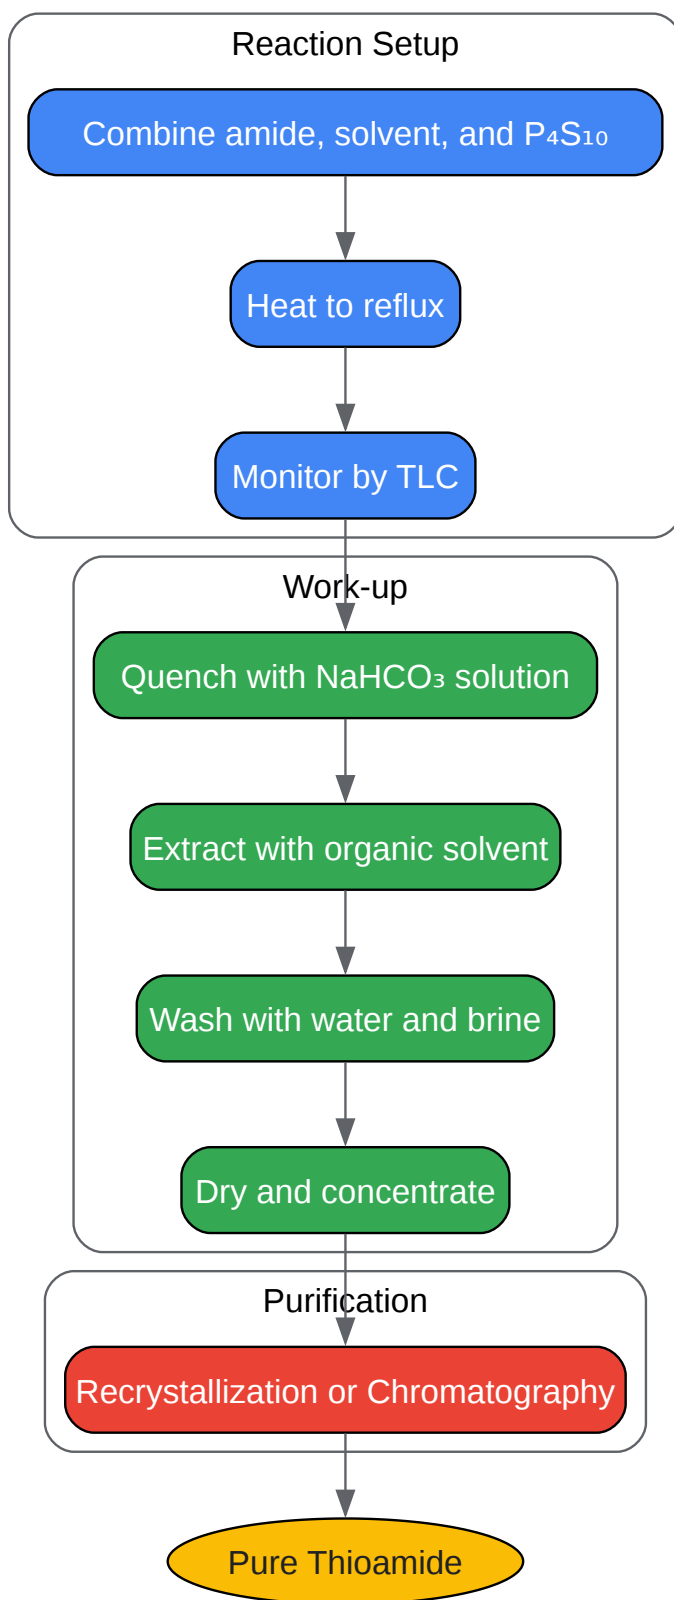 Reaction Setup
Combine amide, solvent, and P₄S₁₀
Heat to reflux
Monitor by TLC
Work-up
Quench with NaHCO₃ solution
Extract with organic solvent
Wash with water and brine
Dry and concentrate
Purification
Recrystallization or Chromatography
Pure Thioamide